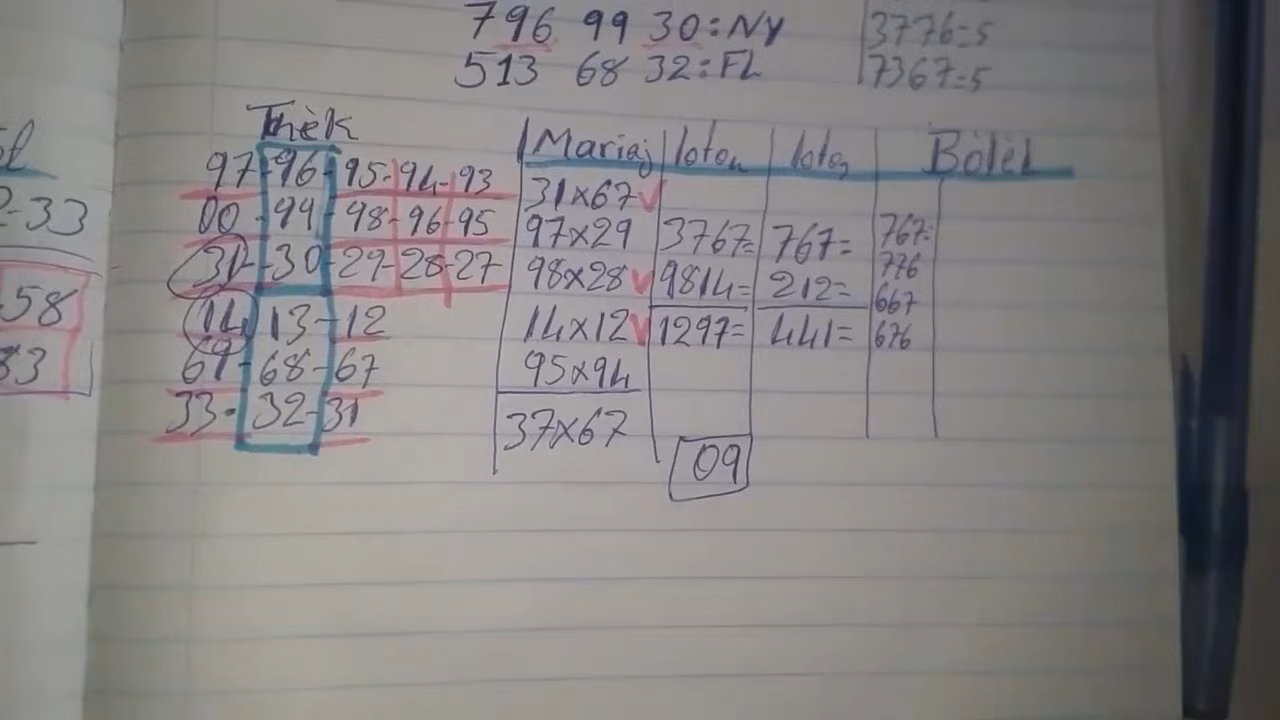 796 99 30:NY
513 68 32:FL
3776=5
7367=5
2-33
58
33
Thèk
97-96-95-94-93
00-99-98-96-95
31-30-29-28-27
14-13-12
69-68-67
33-32-31
Mariaj
31x67✓
97x29
98x28✓
14x12✓
95x94
37x67
loto4
3767=
9814=
1297=
09
loto3
767=
212=
441=
Bòlèt
767=
776
667
676